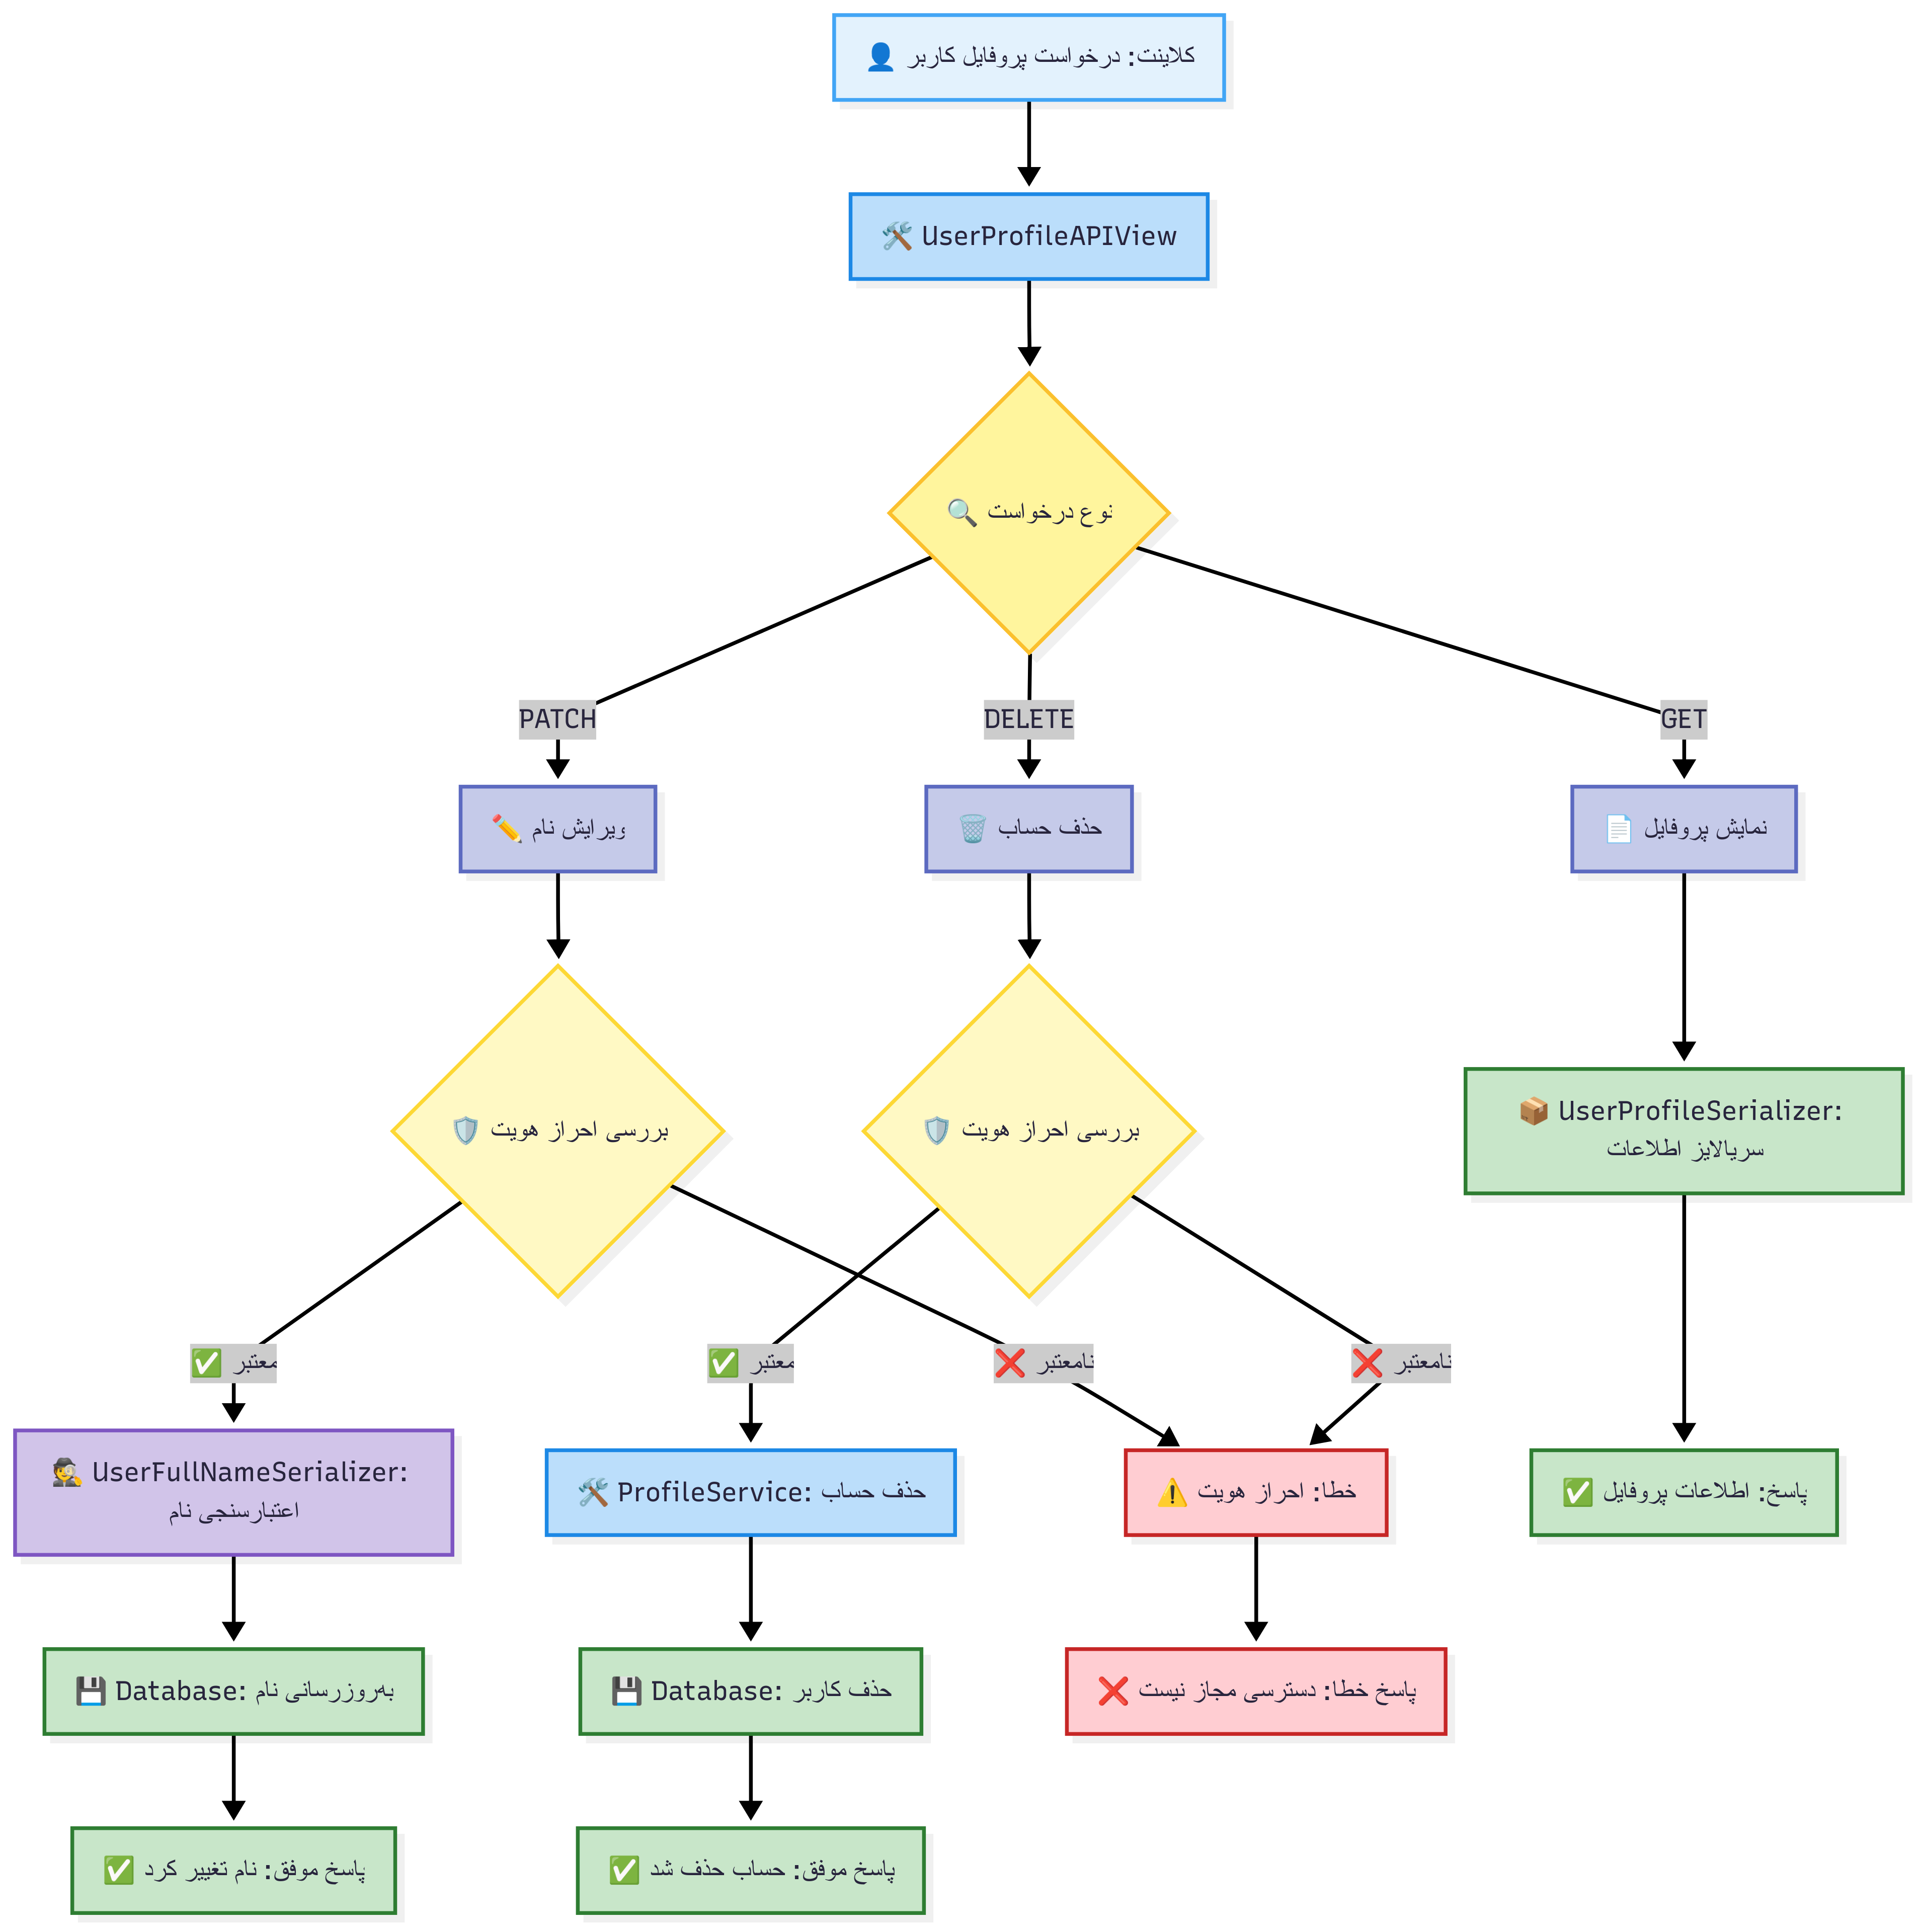 کلاینت: درخواست پروفایل کاربر
UserProfileAPIView
نوع درخواست
PATCH
DELETE
GET
ویرایش نام
حذف حساب
نمایش پروفایل
بررسی احراز هویت
بررسی احراز هویت
UserProfileSerializer:
سریالایز اطلاعات
معتبر
معتبر
نامعتبر
نامعتبر
UserFullNameSerializer:
اعتبارسنجی نام
ProfileService: حذف حساب
خطا: احراز هویت
پاسخ: اطلاعات پروفایل
Database: به‌روزرسانی نام
Database: حذف کاربر
پاسخ خطا: دسترسی مجاز نیست
پاسخ موفق: نام تغییر کرد
پاسخ موفق: حساب حذف شد